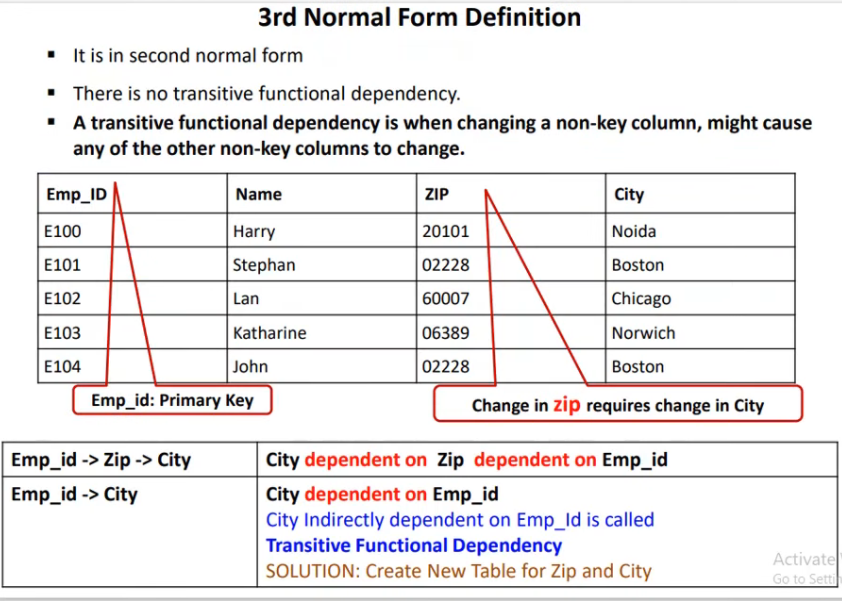 3rd Normal Form Definition
▪ It is in second normal form
▪ There is no transitive functional dependency.
▪ A transitive functional dependency is when changing a non-key column, might cause
any of the other non-key columns to change.
Emp_ID Name ZIP City
E100 Harry 20101 Noida
E101 Stephan 02228 Boston
E102 Lan 60007 Chicago
E103 Katharine 06389 Norwich
E104 John 02228 Boston
Emp_id: Primary Key
Change in zip requires change in City
Emp_id -> Zip -> City City dependent on Zip dependent on Emp_id
Emp_id -> City City dependent on Emp_id
City Indirectly dependent on Emp_Id is called
Transitive Functional Dependency
SOLUTION: Create New Table for Zip and City
Activate
Go to